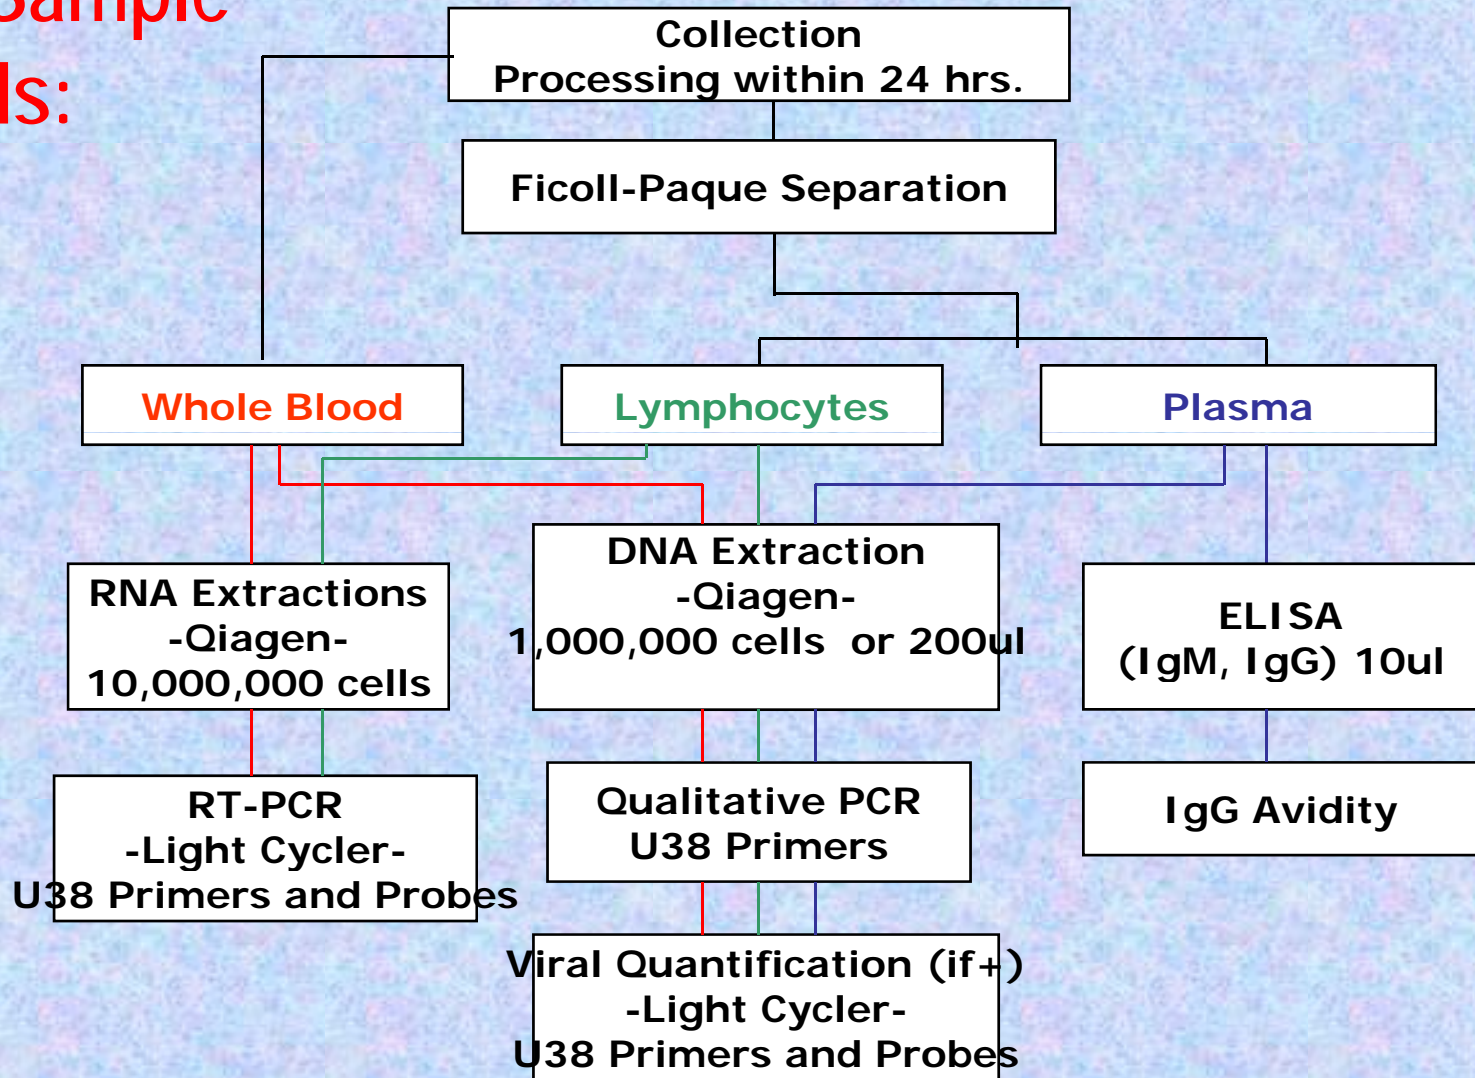 Sample
ls:
Collection
Processing within 24 hrs.
Ficoll-Paque Separation
Whole Blood
Lymphocytes
Plasma
RNA Extractions
-Qiagen-
10,000,000 cells
DNA Extraction
-Qiagen-
1,000,000 cells or 200ul
ELISA
(IgM, IgG) 10ul
RT-PCR
-Light Cycler-
U38 Primers and Probes
Qualitative PCR
U38 Primers
IgG Avidity
Viral Quantification (if+)
-Light Cycler-
U38 Primers and Probes